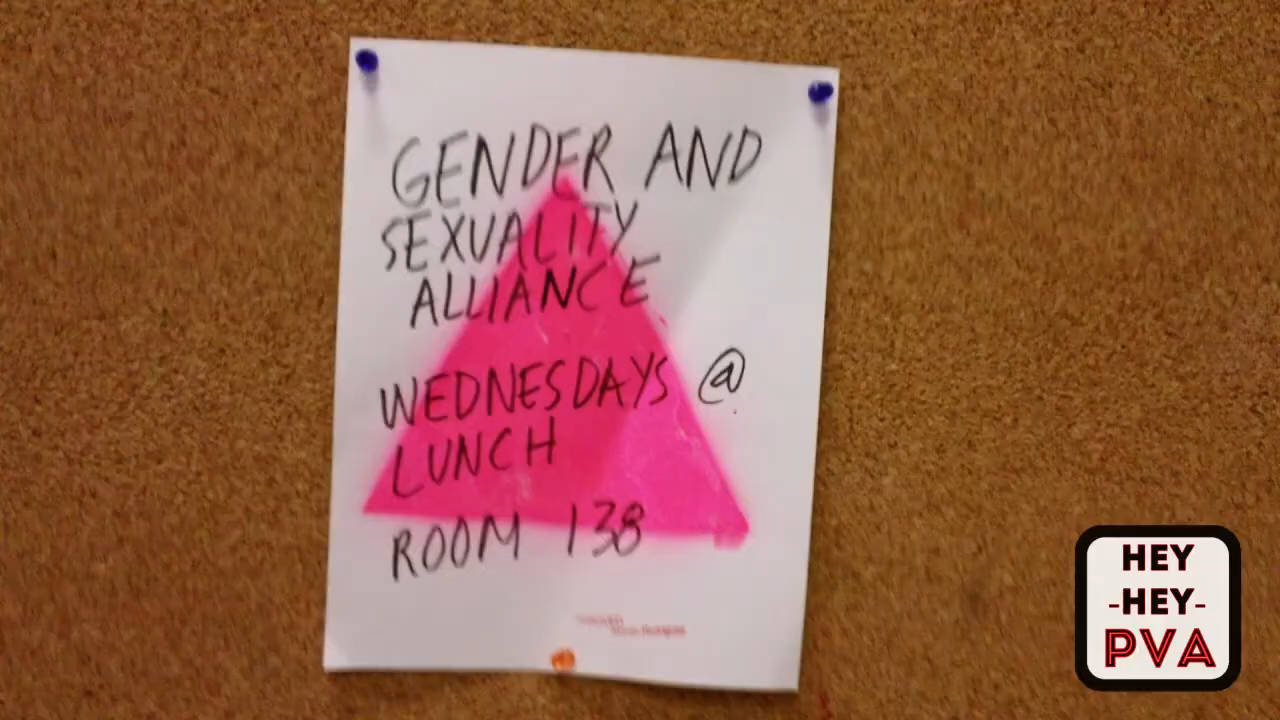 GENDER AND
SEXUALITY
ALLIANCE
WEDNESDAYS @
LUNCH
ROOM 138
HEY
-HEY-
PVA